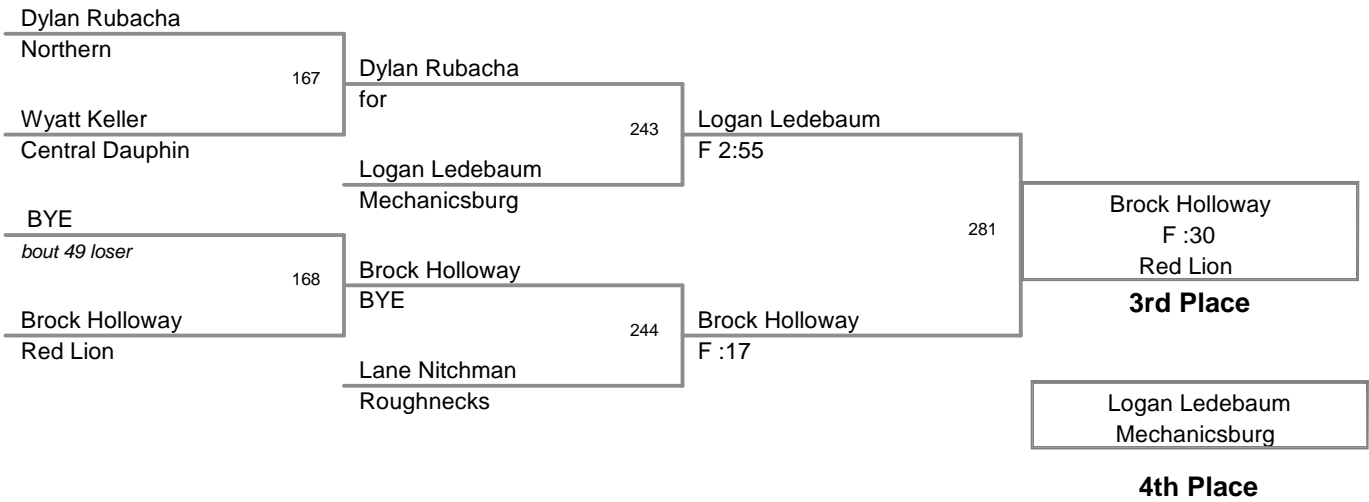 Dylan Rubacha
Northern
167
Wyatt Keller
Central Dauphin
BYE
bout 49 loser
168
Brock Holloway
Red Lion
Dylan Rubacha
for
243
Logan Ledebaum
Mechanicsburg
Brock Holloway
BYE
244
Lane Nitchman
Roughnecks
Logan Ledebaum
F 2:55
281
Brock Holloway
F :17
Brock Holloway
F :30
Red Lion
3rd Place
Logan Ledebaum
Mechanicsburg
4th Place